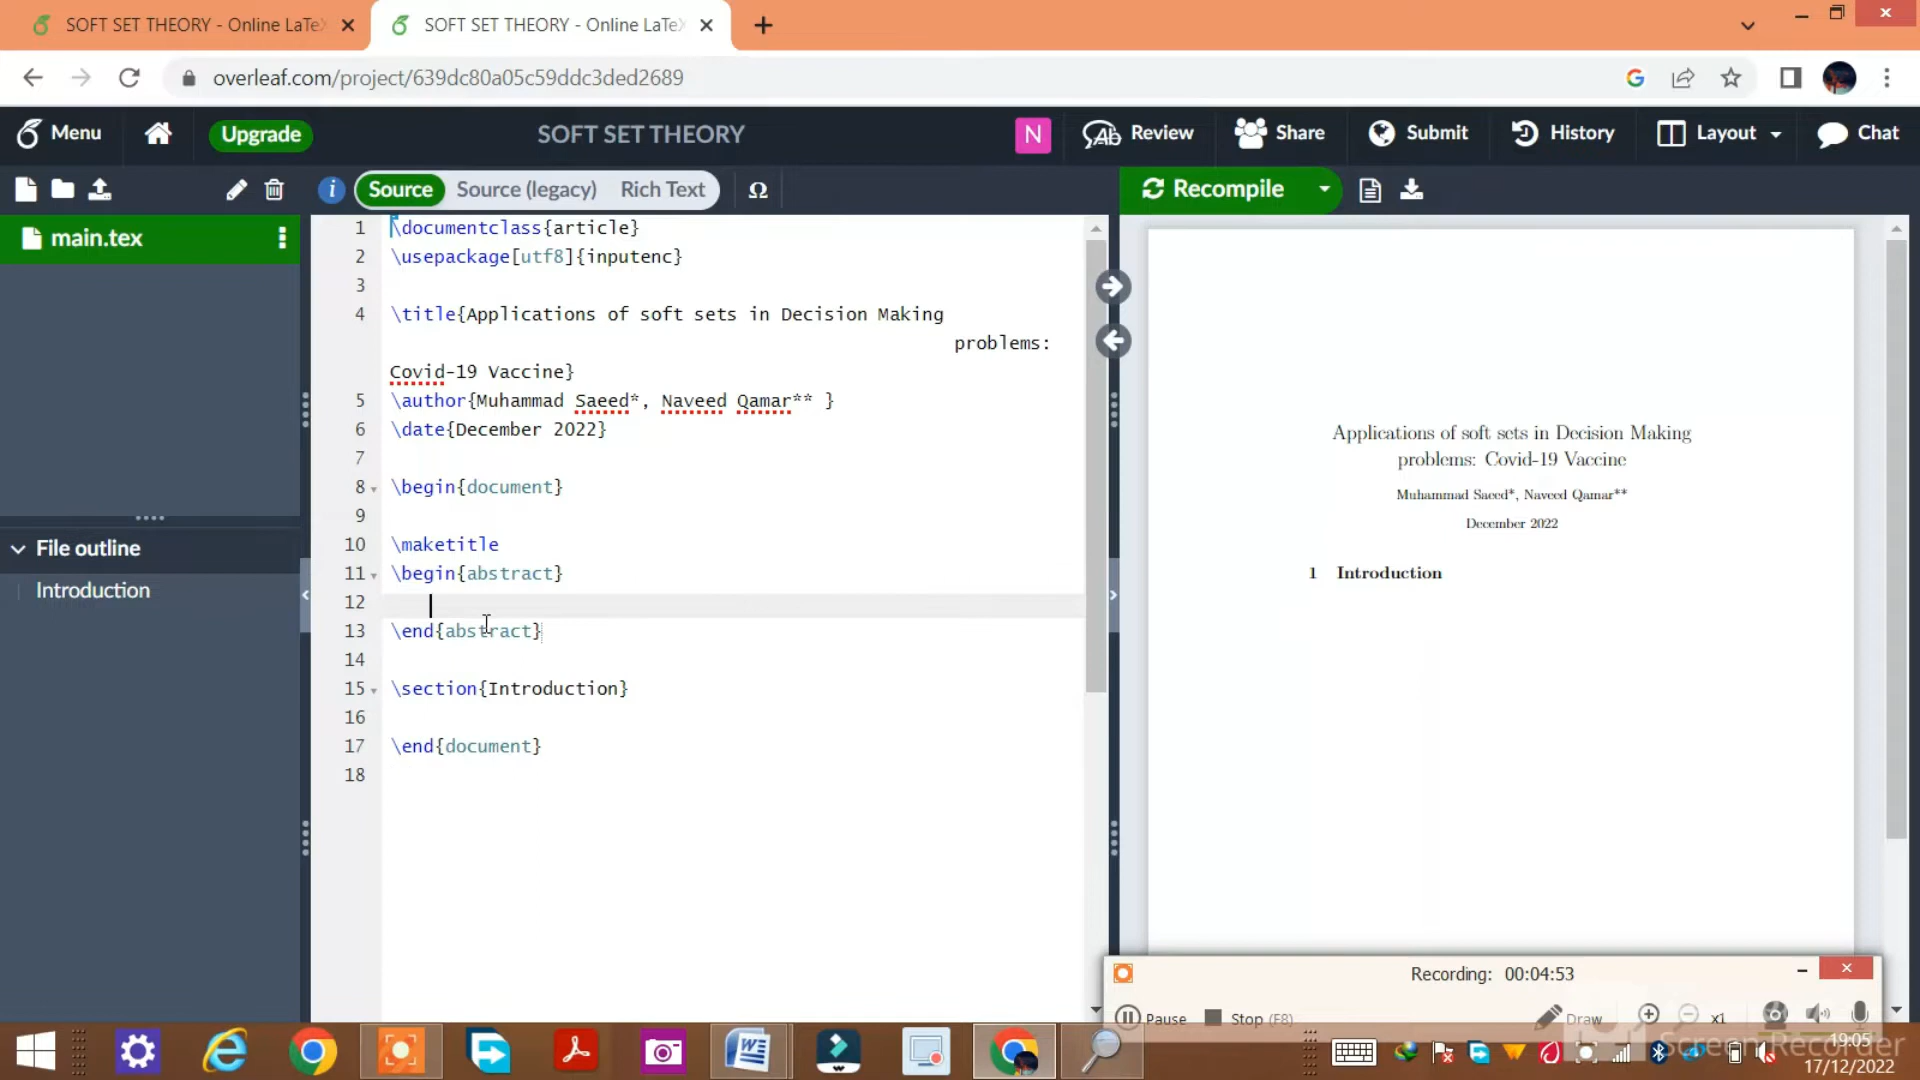 SOFT SET THEORY - Online LaTeX
SOFT SET THEORY - Online LaTeX
overleaf.com/project/639dc80a05c59ddc3ded2689
Menu
Upgrade
SOFT SET THEORY
N
Review
Share
Submit
History
Layout
Chat
Source
Source (legacy)
Rich Text
Ω
Recompile
main.tex
File outline
Introduction
1 \documentclass{article}
2 \usepackage[utf8]{inputenc}
3
4 \title{Applications of soft sets in Decision Making
problems:
Covid-19 Vaccine}
5 \author{Muhammad Saeed*, Naveed Qamar** }
6 \date{December 2022}
7
8 \begin{document}
9
10 \maketitle
11 \begin{abstract}
12
13 \end{abstract}
14
15 \section{Introduction}
16
17 \end{document}
18
Applications of soft sets in Decision Making
problems: Covid-19 Vaccine
Muhammad Saeed*, Naveed Qamar**
December 2022
1 Introduction
Recording: 00:04:53
Pause
Stop (F8)
Draw
x1
Screen Recorder
19:05
17/12/2022